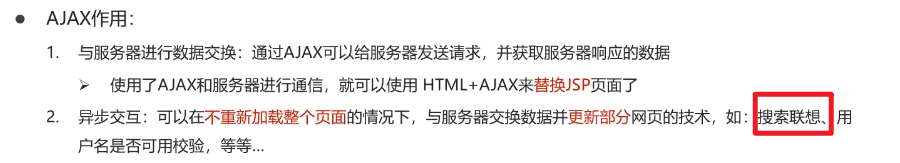 ● AJAX作用：
1. 与服务器进行数据交换：通过AJAX可以给服务器发送请求，并获取服务器响应的数据
➢ 使用了AJAX和服务器进行通信，就可以使用 HTML+AJAX来替换JSP页面了
2. 异步交互：可以在不重新加载整个页面的情况下，与服务器交换数据并更新部分网页的技术，如：搜索联想、用
户名是否可用校验，等等...